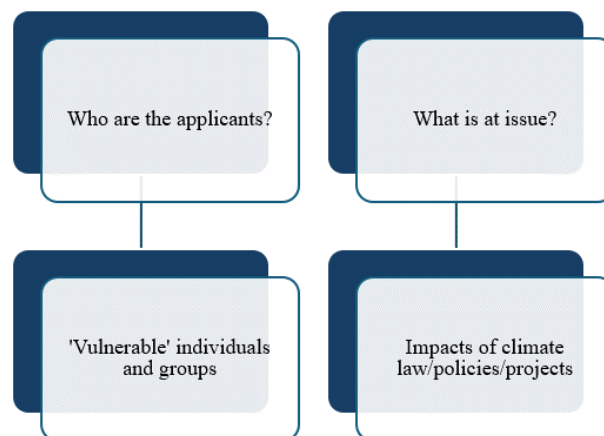 Who are the applicants?
What is at issue?
'Vulnerable' individuals
and groups
Impacts of climate
law/policies/projects